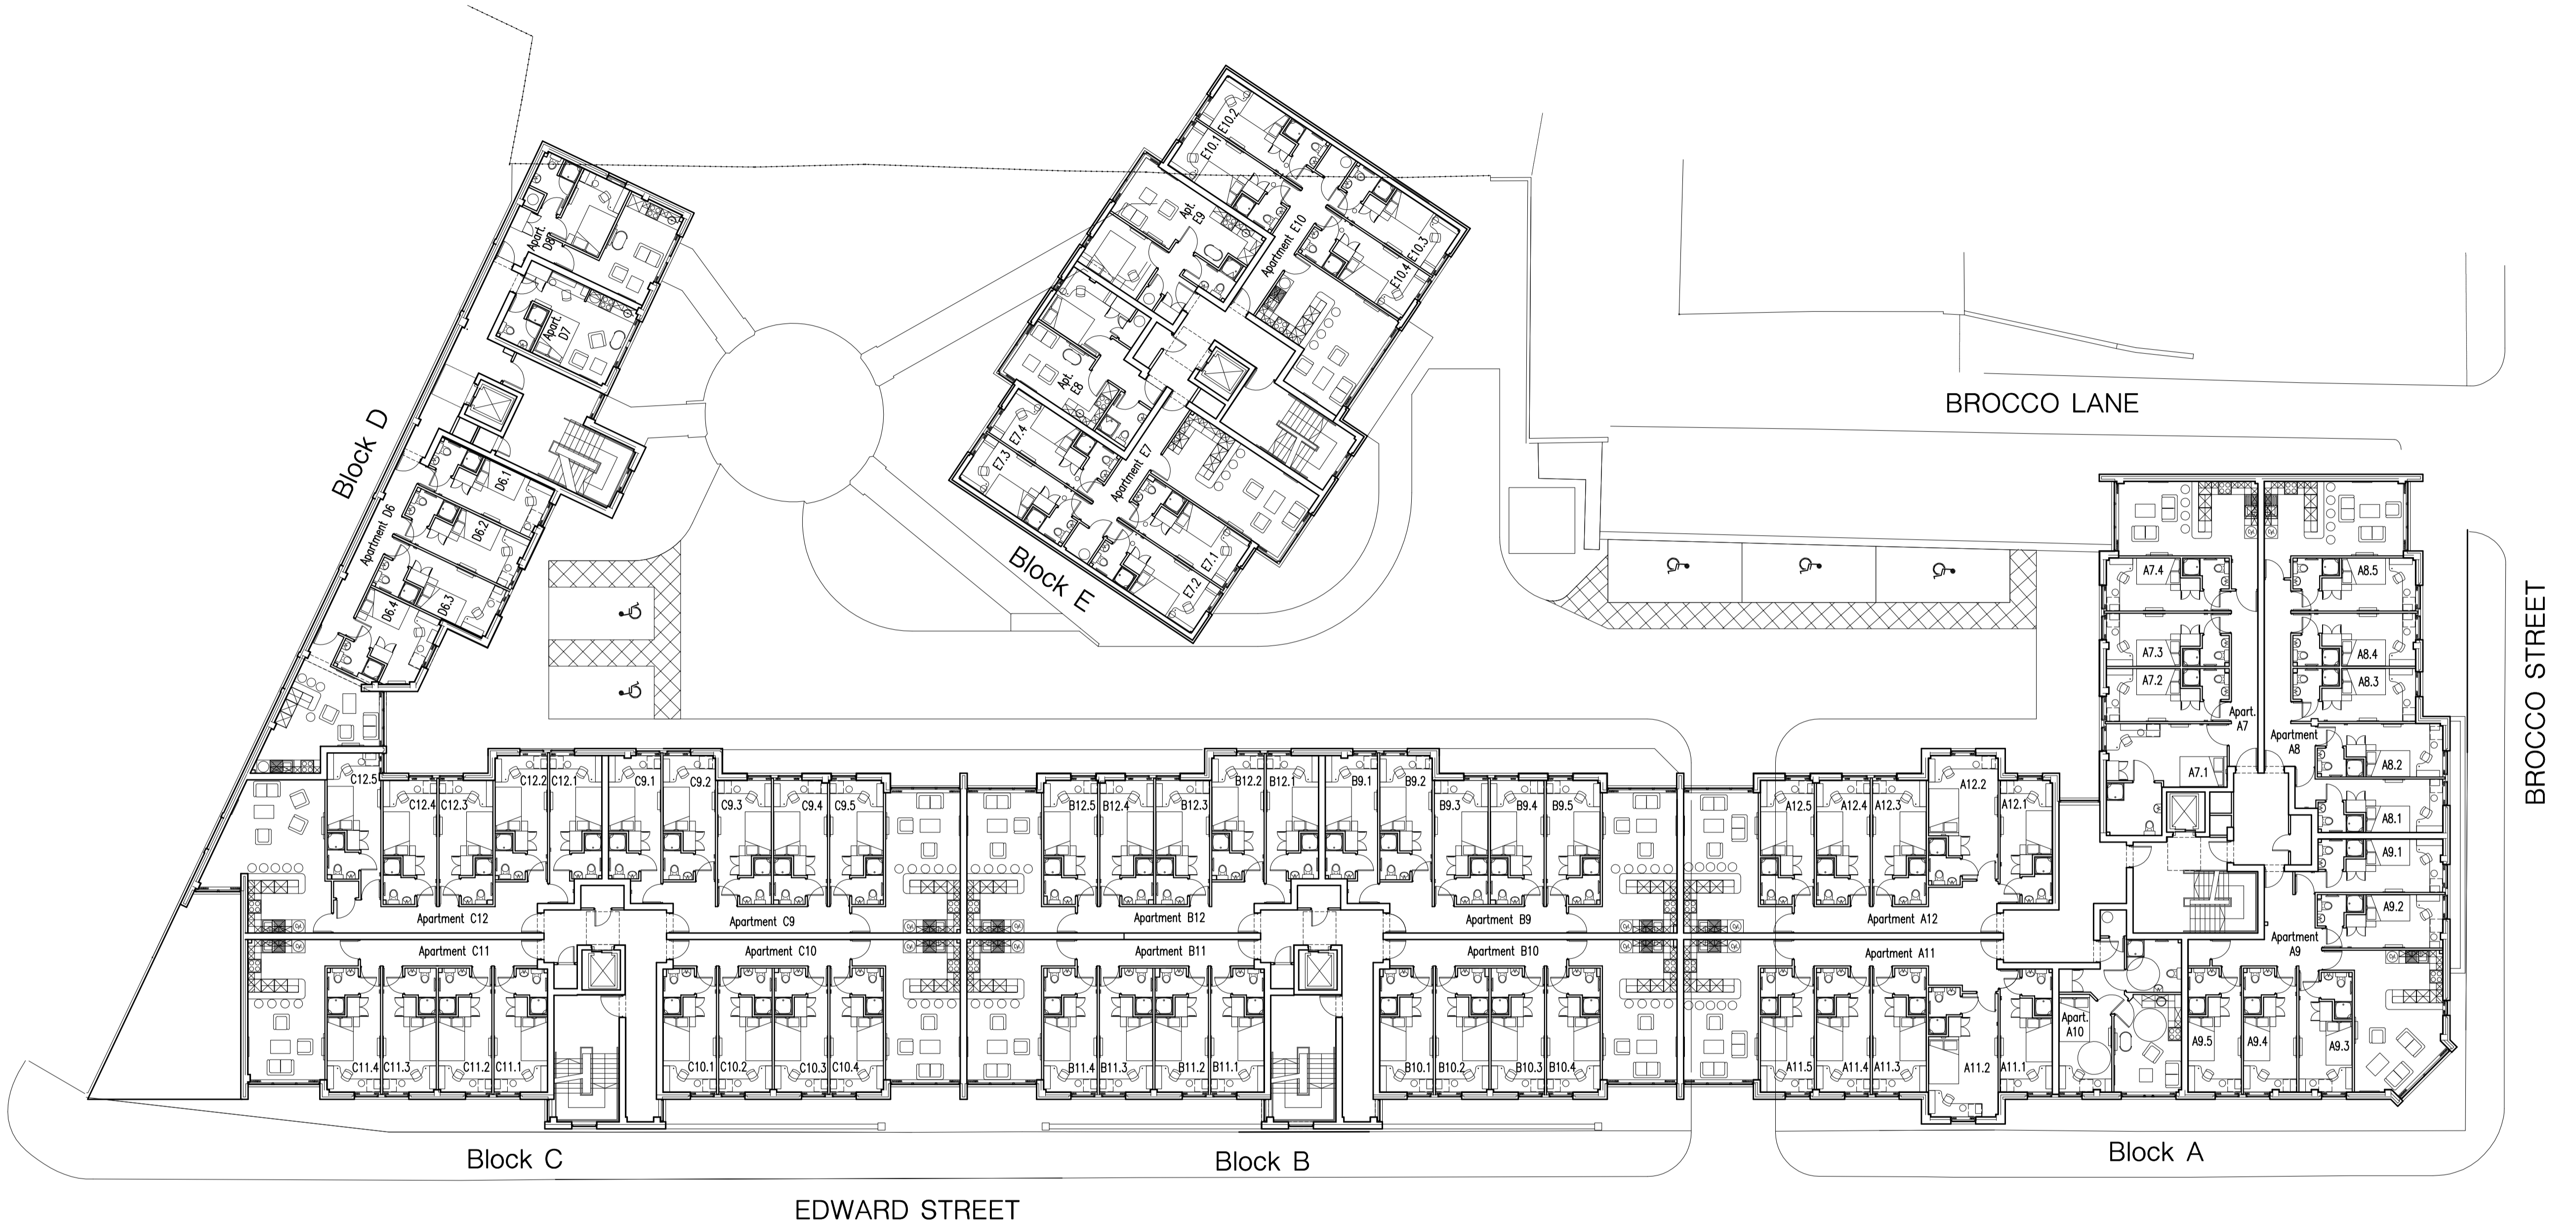 E10.2
E10.1
Apt.
E9
Apartment E10
E10.3
E10.4
Apart.
D8
Apart.
D7
Apt.
E8
E7.4
E7.3
Apartment E7
E7.1
E7.2
Block E
Block D
D6.1
D6.2
D6.3
D6.4
Apartment D6
BROCCO LANE
BROCCO STREET
A7.4
A8.5
A7.3
A8.4
A7.2
A8.3
Apart.
A7
Apartment
A8
A7.1
A8.2
A8.1
A9.1
A9.2
Apartment
A9
C12.5
C12.4
C12.3
C12.2
C12.1
C9.1
C9.2
C9.3
C9.4
C9.5
B12.5
B12.4
B12.3
B12.2
B12.1
B9.1
B9.2
B9.3
B9.4
B9.5
A12.5
A12.4
A12.3
A12.2
A12.1
Apartment C12
Apartment C9
Apartment B12
Apartment B9
Apartment A12
Apartment C11
Apartment C10
Apartment B11
Apartment B10
Apartment A11
Apart.
A10
C11.4
C11.3
C11.2
C11.1
C10.1
C10.2
C10.3
C10.4
B11.4
B11.3
B11.2
B11.1
B10.1
B10.2
B10.3
B10.4
A11.5
A11.4
A11.3
A11.2
A11.1
A9.5
A9.4
A9.3
Block C
Block B
Block A
EDWARD STREET